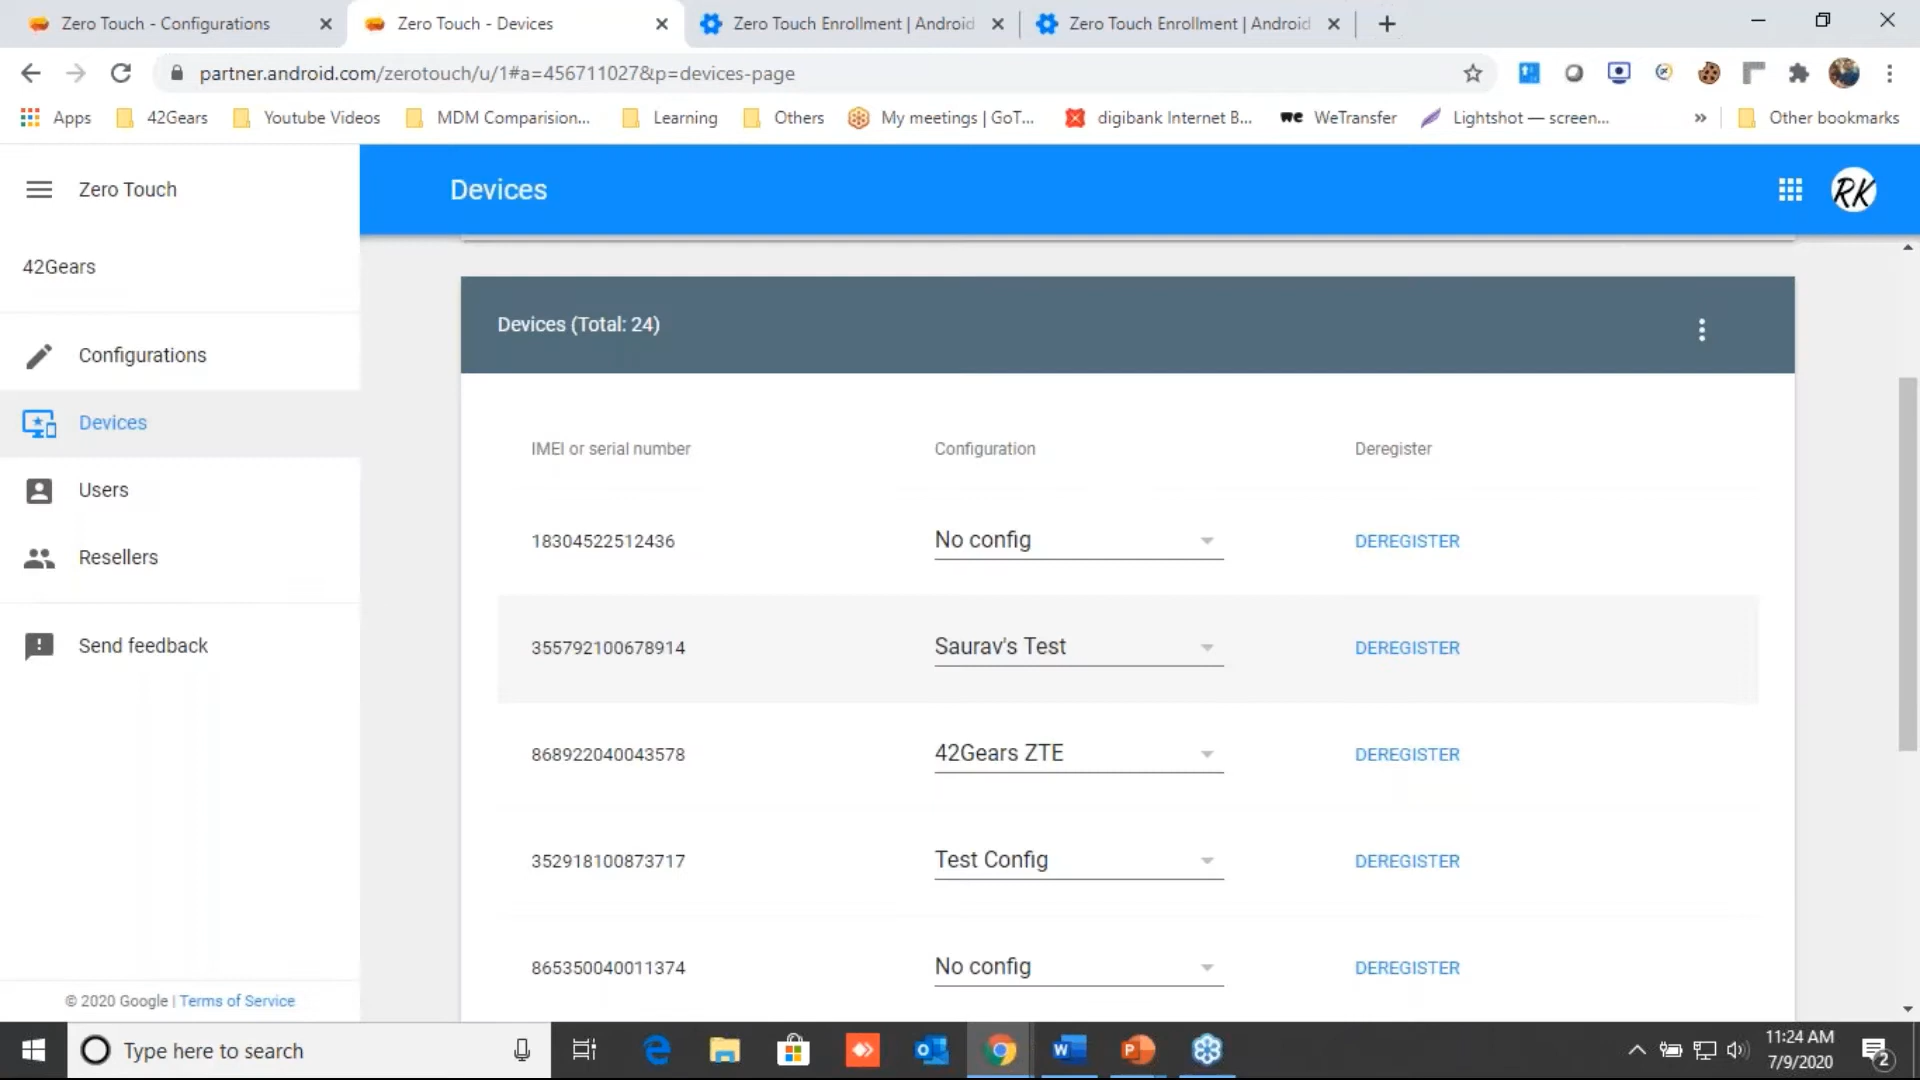 Zero Touch - Configurations
Zero Touch - Devices
Zero Touch Enrollment | Android
Zero Touch Enrollment | Android
partner.android.com/zerotouch/u/1#a=456711027&p=devices-page
Apps
42Gears
Youtube Videos
MDM Comparision...
Learning
Others
My meetings | GoT...
digibank Internet B...
we WeTransfer
Lightshot — screen...
»
Other bookmarks
Zero Touch
Devices
RK
42Gears
Configurations
Devices
Users
Resellers
Send feedback
Devices (Total: 24)
IMEI or serial number Configuration Deregister
18304522512436 No config DEREGISTER
355792100678914 Saurav's Test DEREGISTER
868922040043578 42Gears ZTE DEREGISTER
352918100873717 Test Config DEREGISTER
865350040011374 No config DEREGISTER
© 2020 Google | Terms of Service
Type here to search
11:24 AM
7/9/2020
2